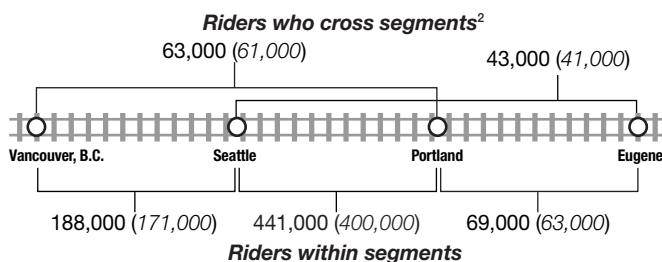 Riders who cross segments²
63,000 (61,000)
43,000 (41,000)
Vancouver, B.C. Seattle Portland Eugene
188,000 (171,000) 441,000 (400,000) 69,000 (63,000)
Riders within segments